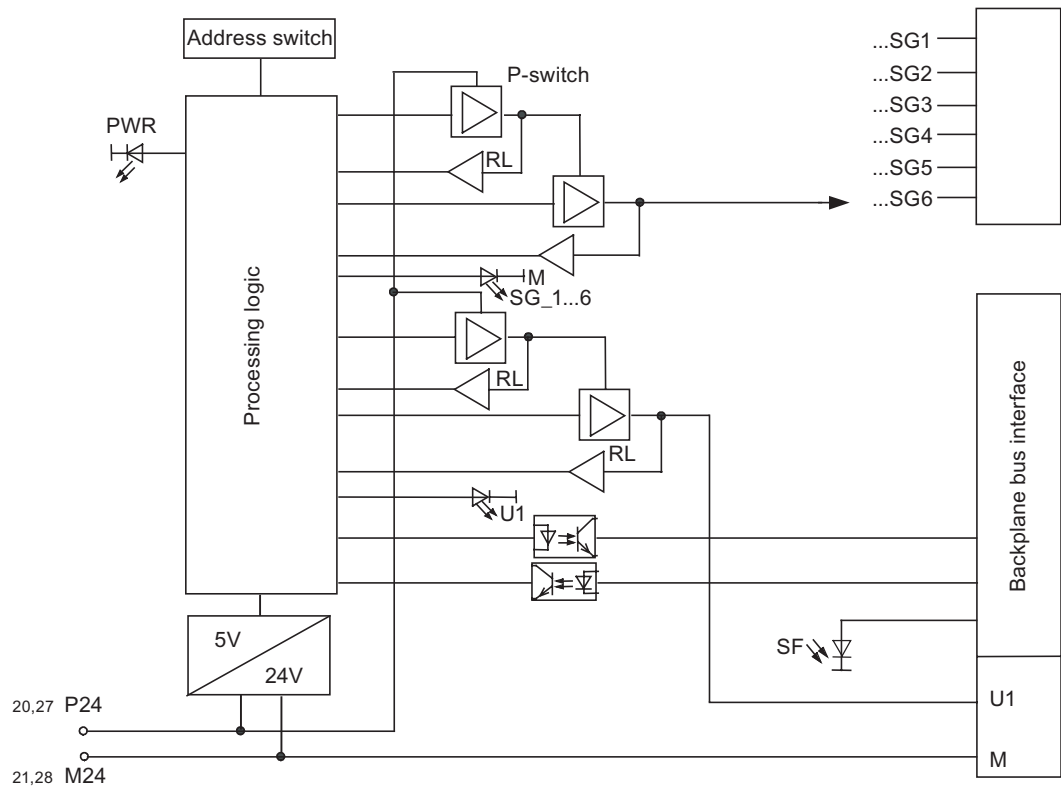 Address switch
P-switch
...SG1
...SG2
...SG3
...SG4
...SG5
...SG6
PWR
RL
Processing logic
M
SG_1...6
RL
RL
U1
Backplane bus interface
SF
5V
24V
20,27 P24
U1
M
21,28 M24